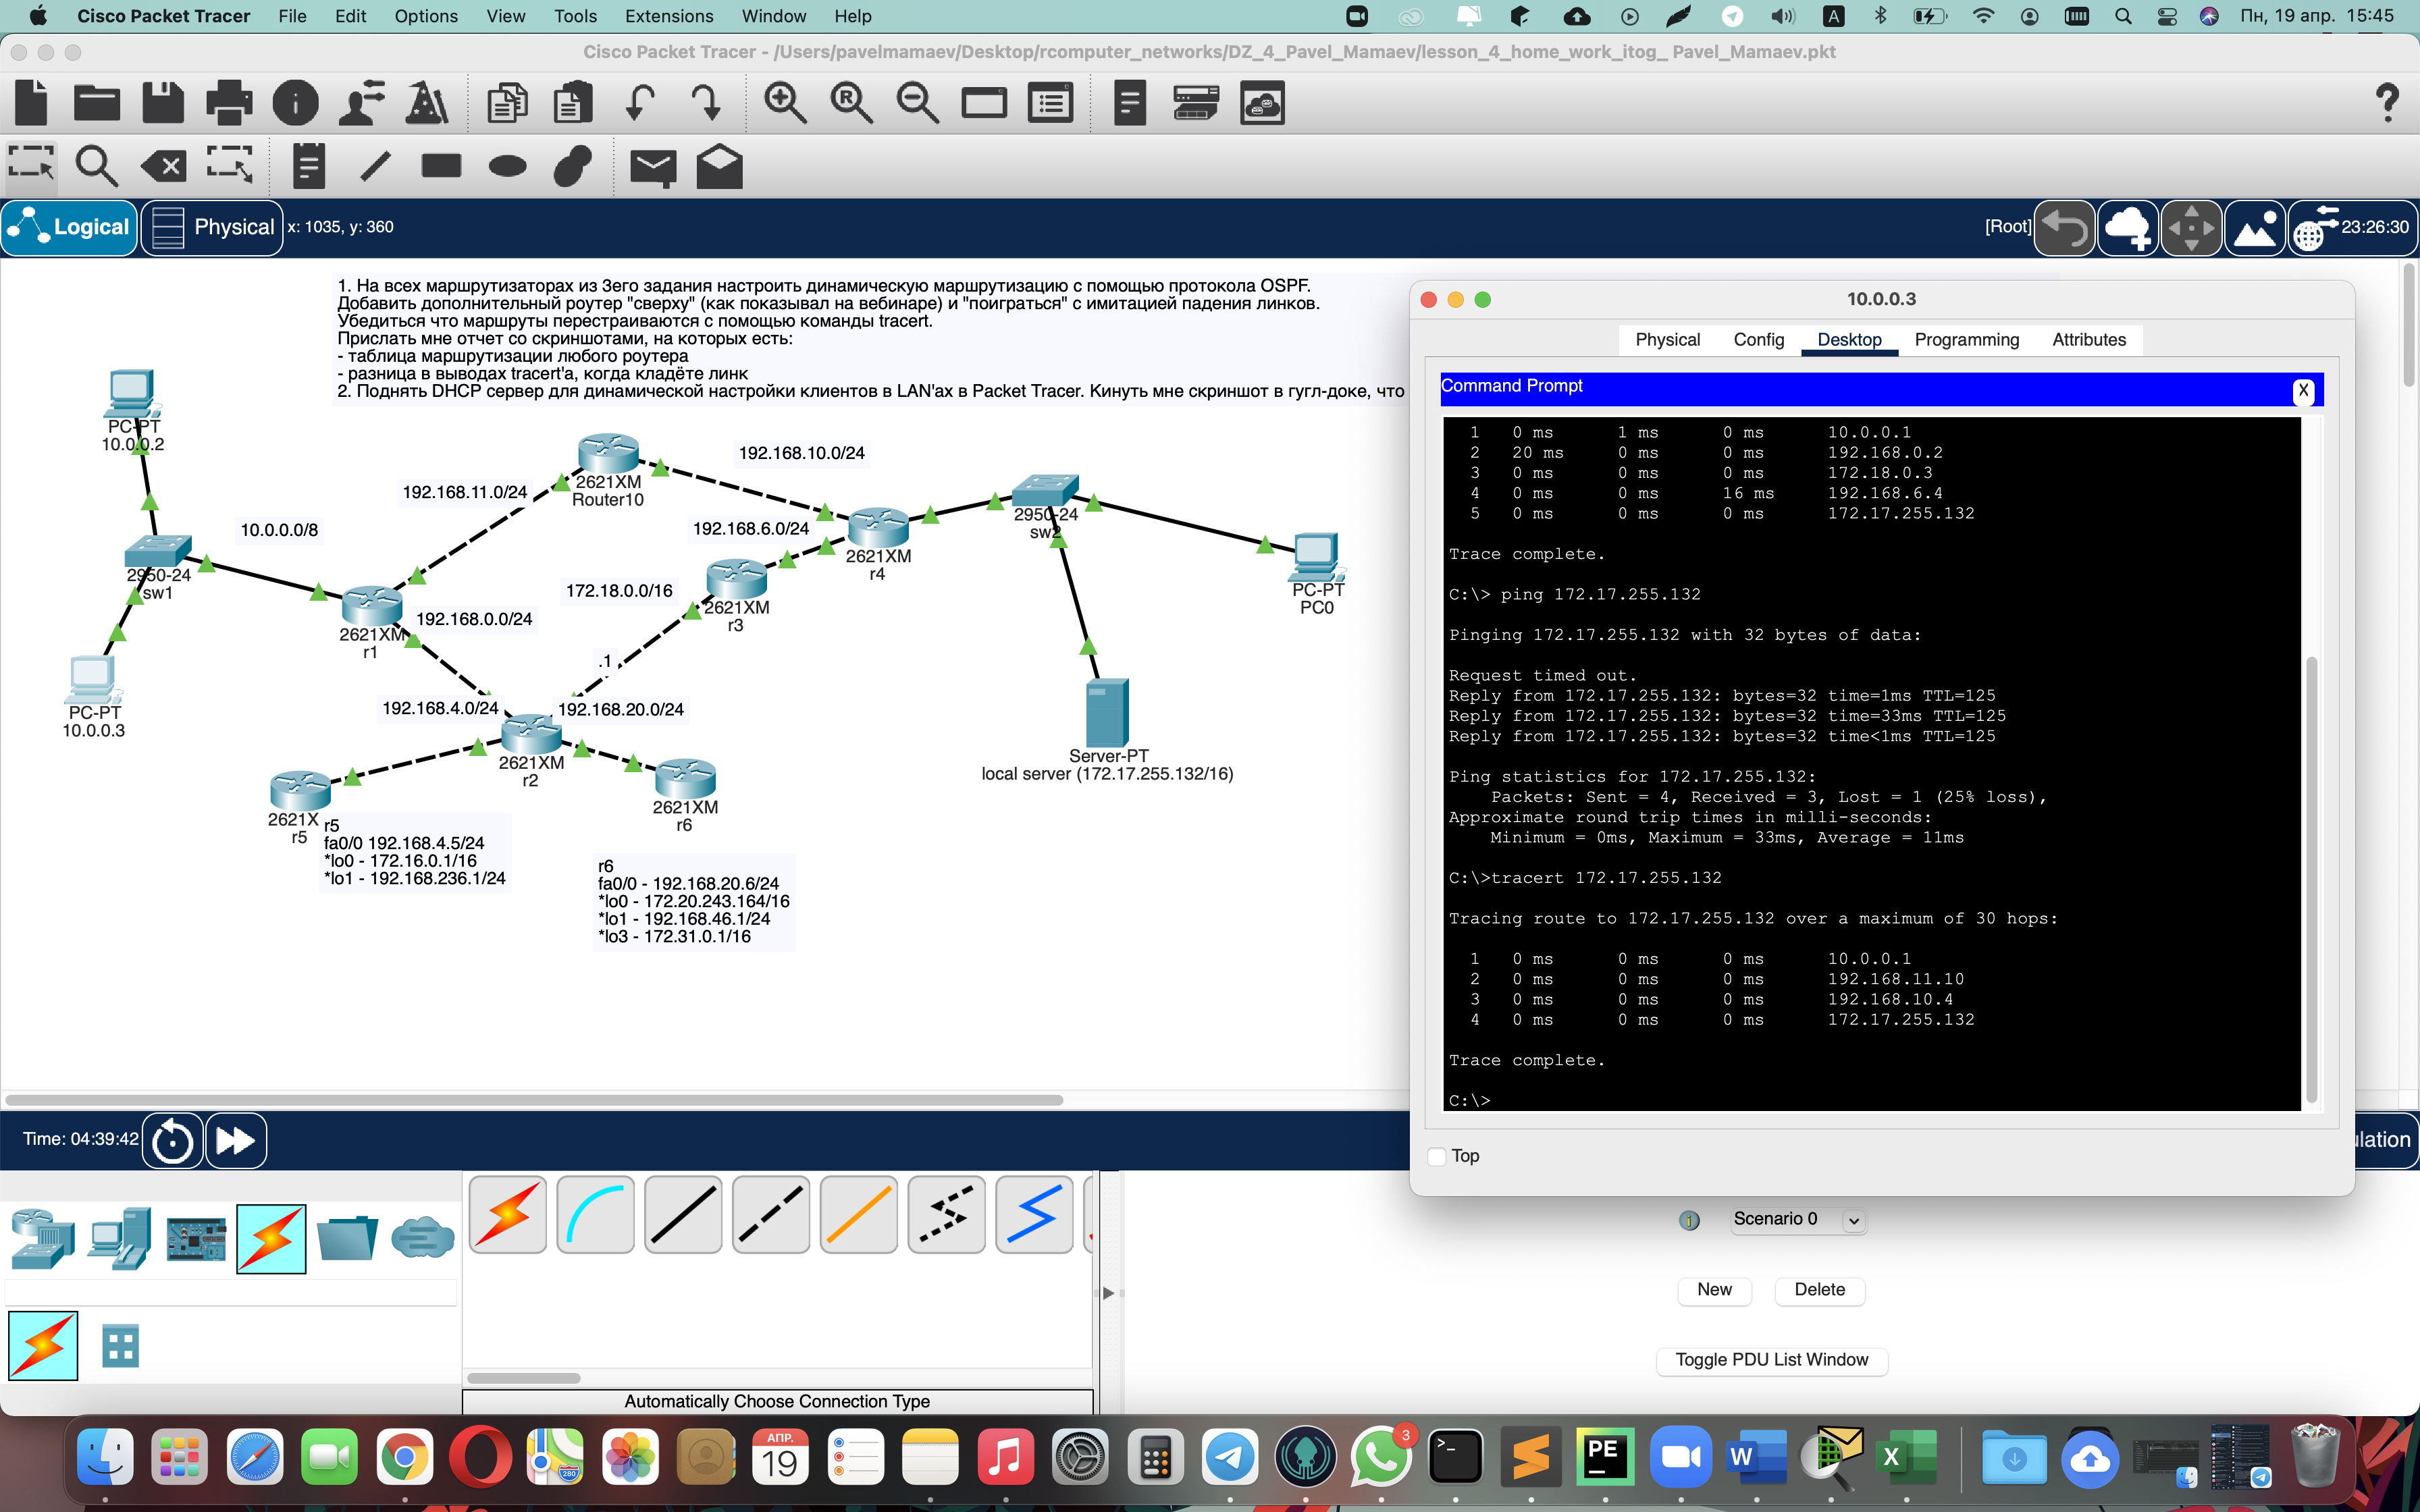 Cisco Packet Tracer File Edit Options View Tools Extensions Window Help
A
Пн, 19 апр. 15:45
Cisco Packet Tracer - /Users/pavelmamaev/Desktop/rcomputer_networks/DZ_4_Pavel_Mamaev/lesson_4_home_work_itog_ Pavel_Mamaev.pkt
Logical
Physical
x: 1035, y: 360
[Root]
23:26:30
1. На всех маршрутизаторах из 3его задания настроить динамическую маршрутизацию с помощью протокола OSPF.
Добавить дополнительный роутер "сверху" (как показывал на вебинаре) и "поиграться" с имитацией падения линков.
Убедиться что маршруты перестраиваются с помощью команды tracert.
Прислать мне отчет со скриншотами, на которых есть:
- таблица маршрутизации любого роутера
- разница в выводах tracert'a, когда кладёте линк
2. Поднять DHCP сервер для динамической настройки клиентов в LAN'ах в Packet Tracer. Кинуть мне скриншот в гугл-доке, что
PC-PT
10.0.0.2
10.0.0.0/8
2950-24
sw1
PC-PT
10.0.0.3
192.168.11.0/24
2621XM
Router10
192.168.10.0/24
192.168.6.0/24
2621XM
r4
2950-24
sw2
PC-PT
PC0
172.18.0.0/16
2621XM
r3
2621XM
r1
192.168.0.0/24
.1
192.168.4.0/24
192.168.20.0/24
2621XM
r2
2621XM
r6
2621X
r5
Server-PT
local server (172.17.255.132/16)
r5
fa0/0 192.168.4.5/24
*lo0 - 172.16.0.1/16
*lo1 - 192.168.236.1/24
r6
fa0/0 - 192.168.20.6/24
*lo0 - 172.20.243.164/16
*lo1 - 192.168.46.1/24
*lo3 - 172.31.0.1/16
10.0.0.3
Physical Config Desktop Programming Attributes
Command Prompt
X
1 0 ms 1 ms 0 ms 10.0.0.1
2 20 ms 0 ms 0 ms 192.168.0.2
3 0 ms 0 ms 0 ms 172.18.0.3
4 0 ms 0 ms 16 ms 192.168.6.4
5 0 ms 0 ms 0 ms 172.17.255.132
Trace complete.
C:\> ping 172.17.255.132
Pinging 172.17.255.132 with 32 bytes of data:
Request timed out.
Reply from 172.17.255.132: bytes=32 time=1ms TTL=125
Reply from 172.17.255.132: bytes=32 time=33ms TTL=125
Reply from 172.17.255.132: bytes=32 time<1ms TTL=125
Ping statistics for 172.17.255.132:
Packets: Sent = 4, Received = 3, Lost = 1 (25% loss),
Approximate round trip times in milli-seconds:
Minimum = 0ms, Maximum = 33ms, Average = 11ms
C:\>tracert 172.17.255.132
Tracing route to 172.17.255.132 over a maximum of 30 hops:
1 0 ms 0 ms 0 ms 10.0.0.1
2 0 ms 0 ms 0 ms 192.168.11.10
3 0 ms 0 ms 0 ms 192.168.10.4
4 0 ms 0 ms 0 ms 172.17.255.132
Trace complete.
C:\>
Top
Time: 04:39:42
ulation
Scenario 0
New
Delete
Toggle PDU List Window
Automatically Choose Connection Type
АПР.
19
280
3
PE
W
X